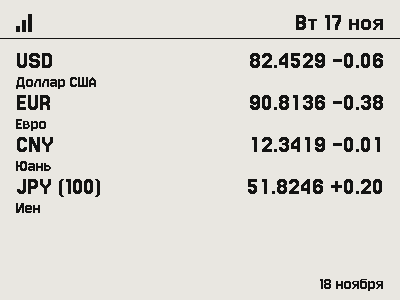 Вт 17 ноя
USD 82.4529 -0.06
Доллар США
EUR 90.8136 -0.38
Евро
CNY 12.3419 -0.01
Юань
JPY (100) 51.8246 +0.20
Иен
18 ноября